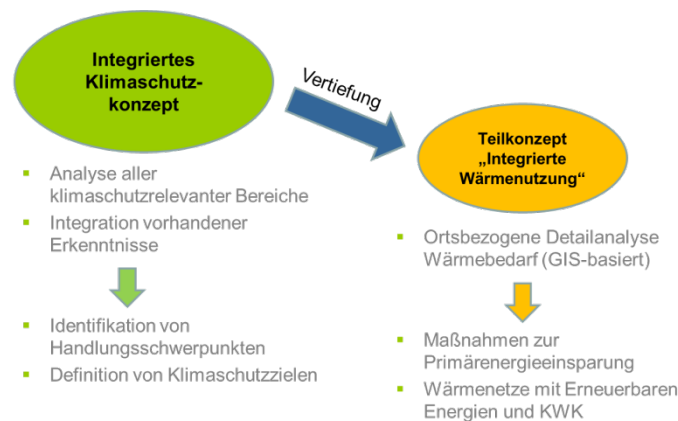 Integriertes
Klimaschutz-
konzept
Vertiefung
Teilkonzept
„Integrierte
Wärmenutzung“
▪ Analyse aller
klimaschutzrelevanter Bereiche
▪ Integration vorhandener
Erkenntnisse
▪ Identifikation von
Handlungsschwerpunkten
▪ Definition von Klimaschutzzielen
▪ Ortsbezogene Detailanalyse
Wärmebedarf (GIS-basiert)
▪ Maßnahmen zur
Primärenergieeinsparung
▪ Wärmenetze mit Erneuerbaren
Energien und KWK